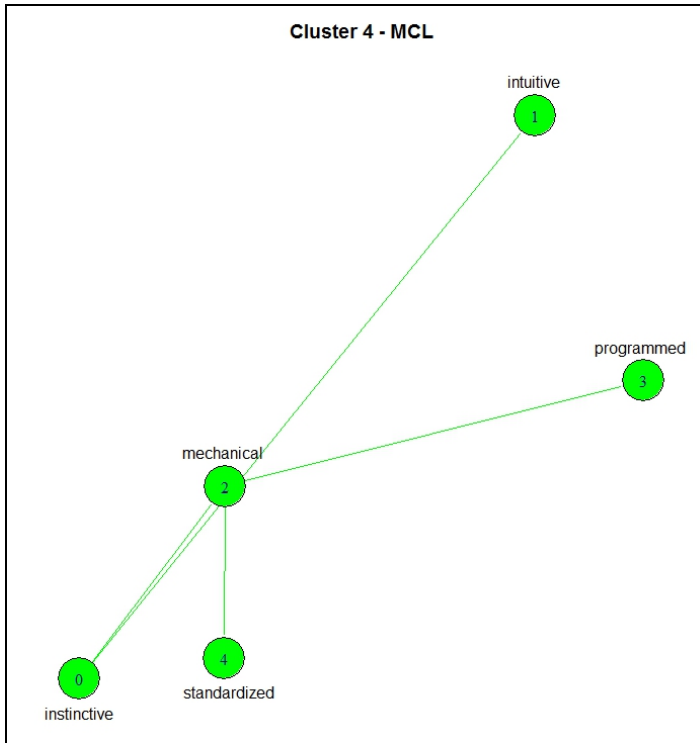 Cluster 4 - MCL
intuitive
1
programmed
3
mechanical
2
4
standardized
0
instinctive